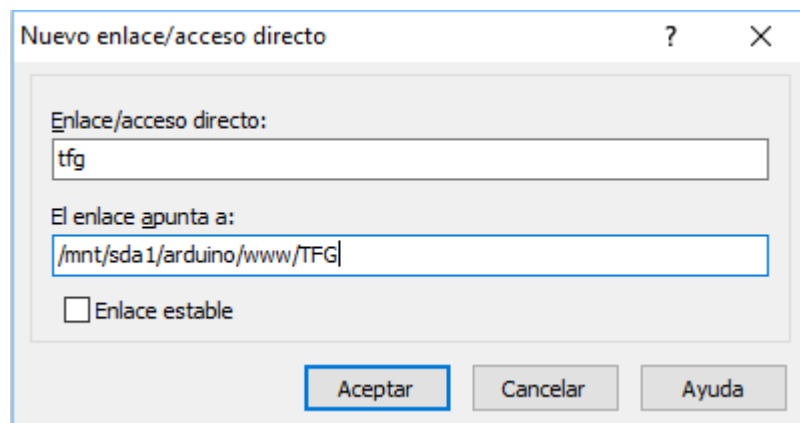 Nuevo enlace/acceso directo ? ×
Enlace/acceso directo:
tfg
El enlace apunta a:
/mnt/sda1/arduino/www/TFG
Enlace estable
Aceptar Cancelar Ayuda